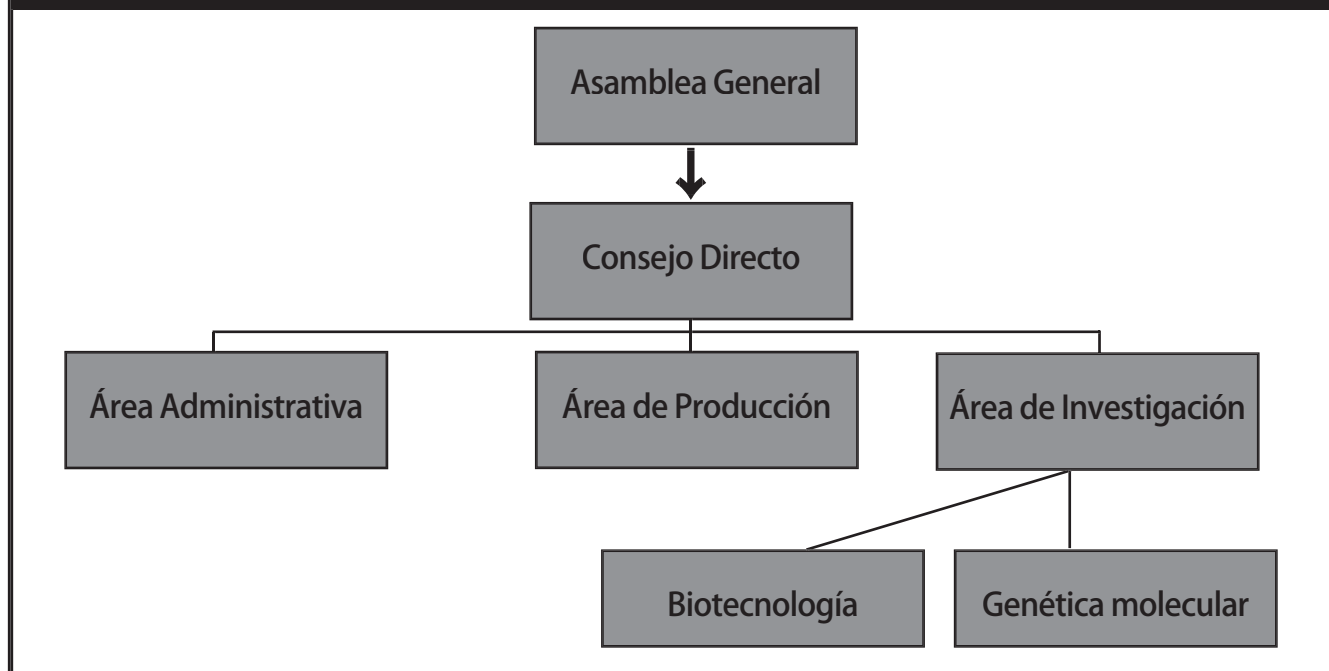 Asamblea General
Consejo Directo
Área Administrativa
Área de Producción
Área de Investigación
Biotecnología
Genética molecular